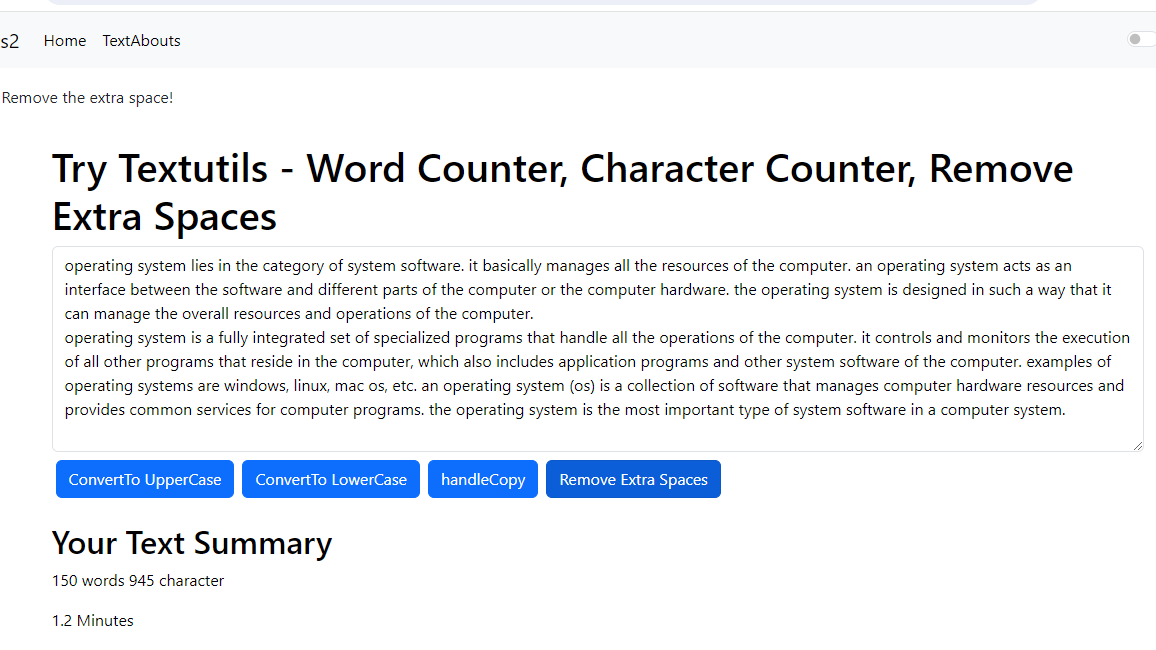 s2 Home TextAbouts
Remove the extra space!
Try Textutils - Word Counter, Character Counter, Remove
Extra Spaces
operating system lies in the category of system software. it basically manages all the resources of the computer. an operating system acts as an
interface between the software and different parts of the computer or the computer hardware. the operating system is designed in such a way that it
can manage the overall resources and operations of the computer.
operating system is a fully integrated set of specialized programs that handle all the operations of the computer. it controls and monitors the execution
of all other programs that reside in the computer, which also includes application programs and other system software of the computer. examples of
operating systems are windows, linux, mac os, etc. an operating system (os) is a collection of software that manages computer hardware resources and
provides common services for computer programs. the operating system is the most important type of system software in a computer system.
ConvertTo UpperCase ConvertTo LowerCase handleCopy Remove Extra Spaces
Your Text Summary
150 words 945 character
1.2 Minutes